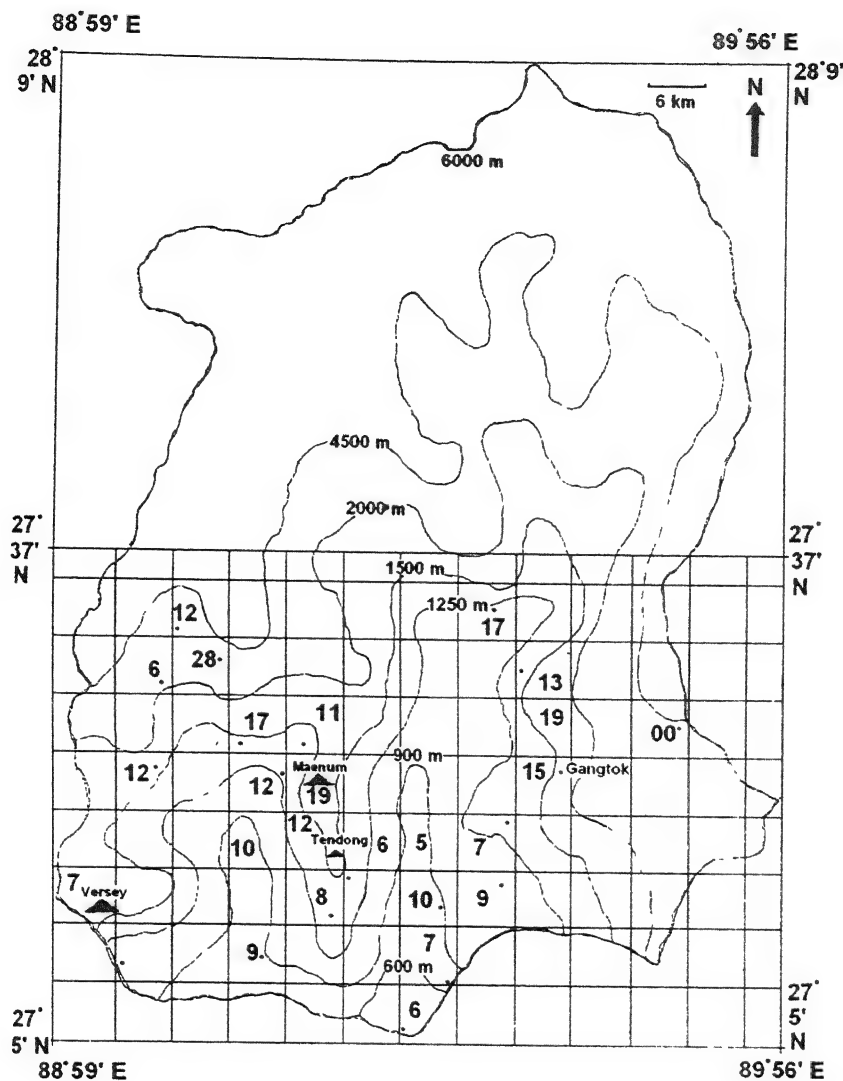 88°59' E
89°56' E
28°
9' N
28°9'
N
N
6 km
6000 m
4500 m
2000 m
27°
37'
N
27°
37'
N
1500 m
1250 m
12
17
28
6
13
11
17
19
00
900 m
12
Maenum
15
Gangtok
12
19
12
10
Tendong
6
5
7
7
Versey
8
10
9
9
7
600 m
6
27°
5' N
27°
5'
N
88°59' E
89°56' E